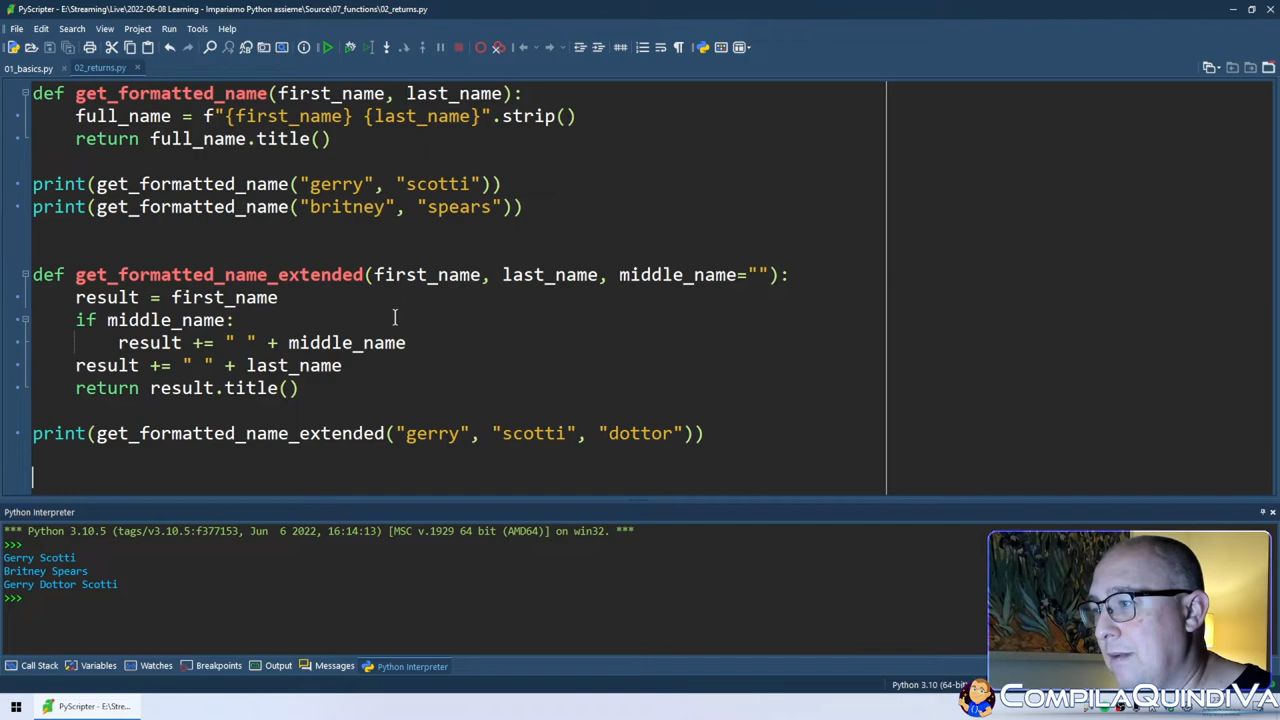 PyScripter - E:\Streaming\Live\2022-06-08 Learning - Impariamo Python assieme\Source\07_functions\02_returns.py
File Edit Search View Project Run Tools Help
01_basics.py × 02_returns.py ×
def get_formatted_name(first_name, last_name):
    full_name = f"{first_name} {last_name}".strip()
    return full_name.title()
print(get_formatted_name("gerry", "scotti"))
print(get_formatted_name("britney", "spears"))
def get_formatted_name_extended(first_name, last_name, middle_name=""):
    result = first_name
    if middle_name:
        result += " " + middle_name
    result += " " + last_name
    return result.title()
print(get_formatted_name_extended("gerry", "scotti", "dottor"))
Python Interpreter
*** Python 3.10.5 (tags/v3.10.5:f377153, Jun  6 2022, 16:14:13) [MSC v.1929 64 bit (AMD64)] on win32. ***
>>>
Gerry Scotti
Britney Spears
Gerry Dottor Scotti
>>>
Call Stack Variables Watches Breakpoints Output Messages Python Interpreter
Python 3.10 (64-bit)
PyScripter - E:\Stre...
CompilaQuindiVa